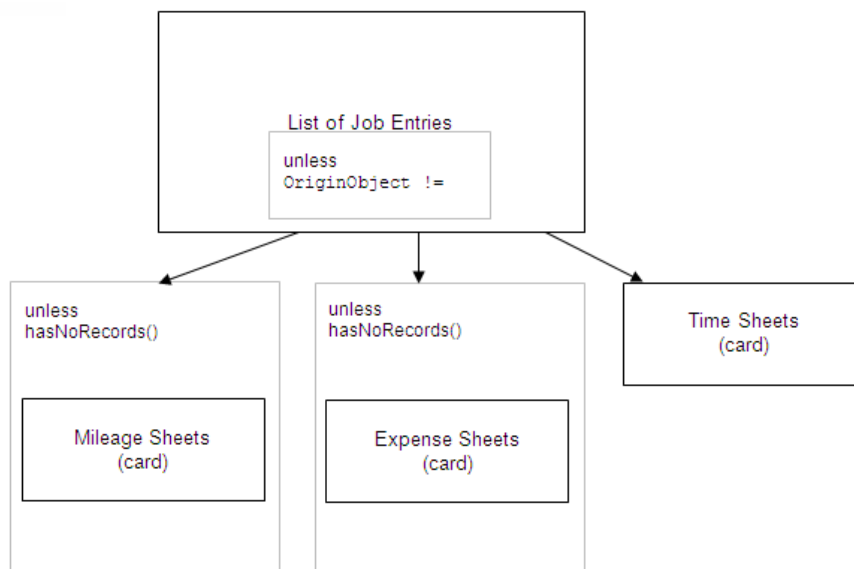 List of Job Entries
unless
OriginObject !=
unless
hasNoRecords()
Mileage Sheets
(card)
unless
hasNoRecords()
Expense Sheets
(card)
Time Sheets
(card)